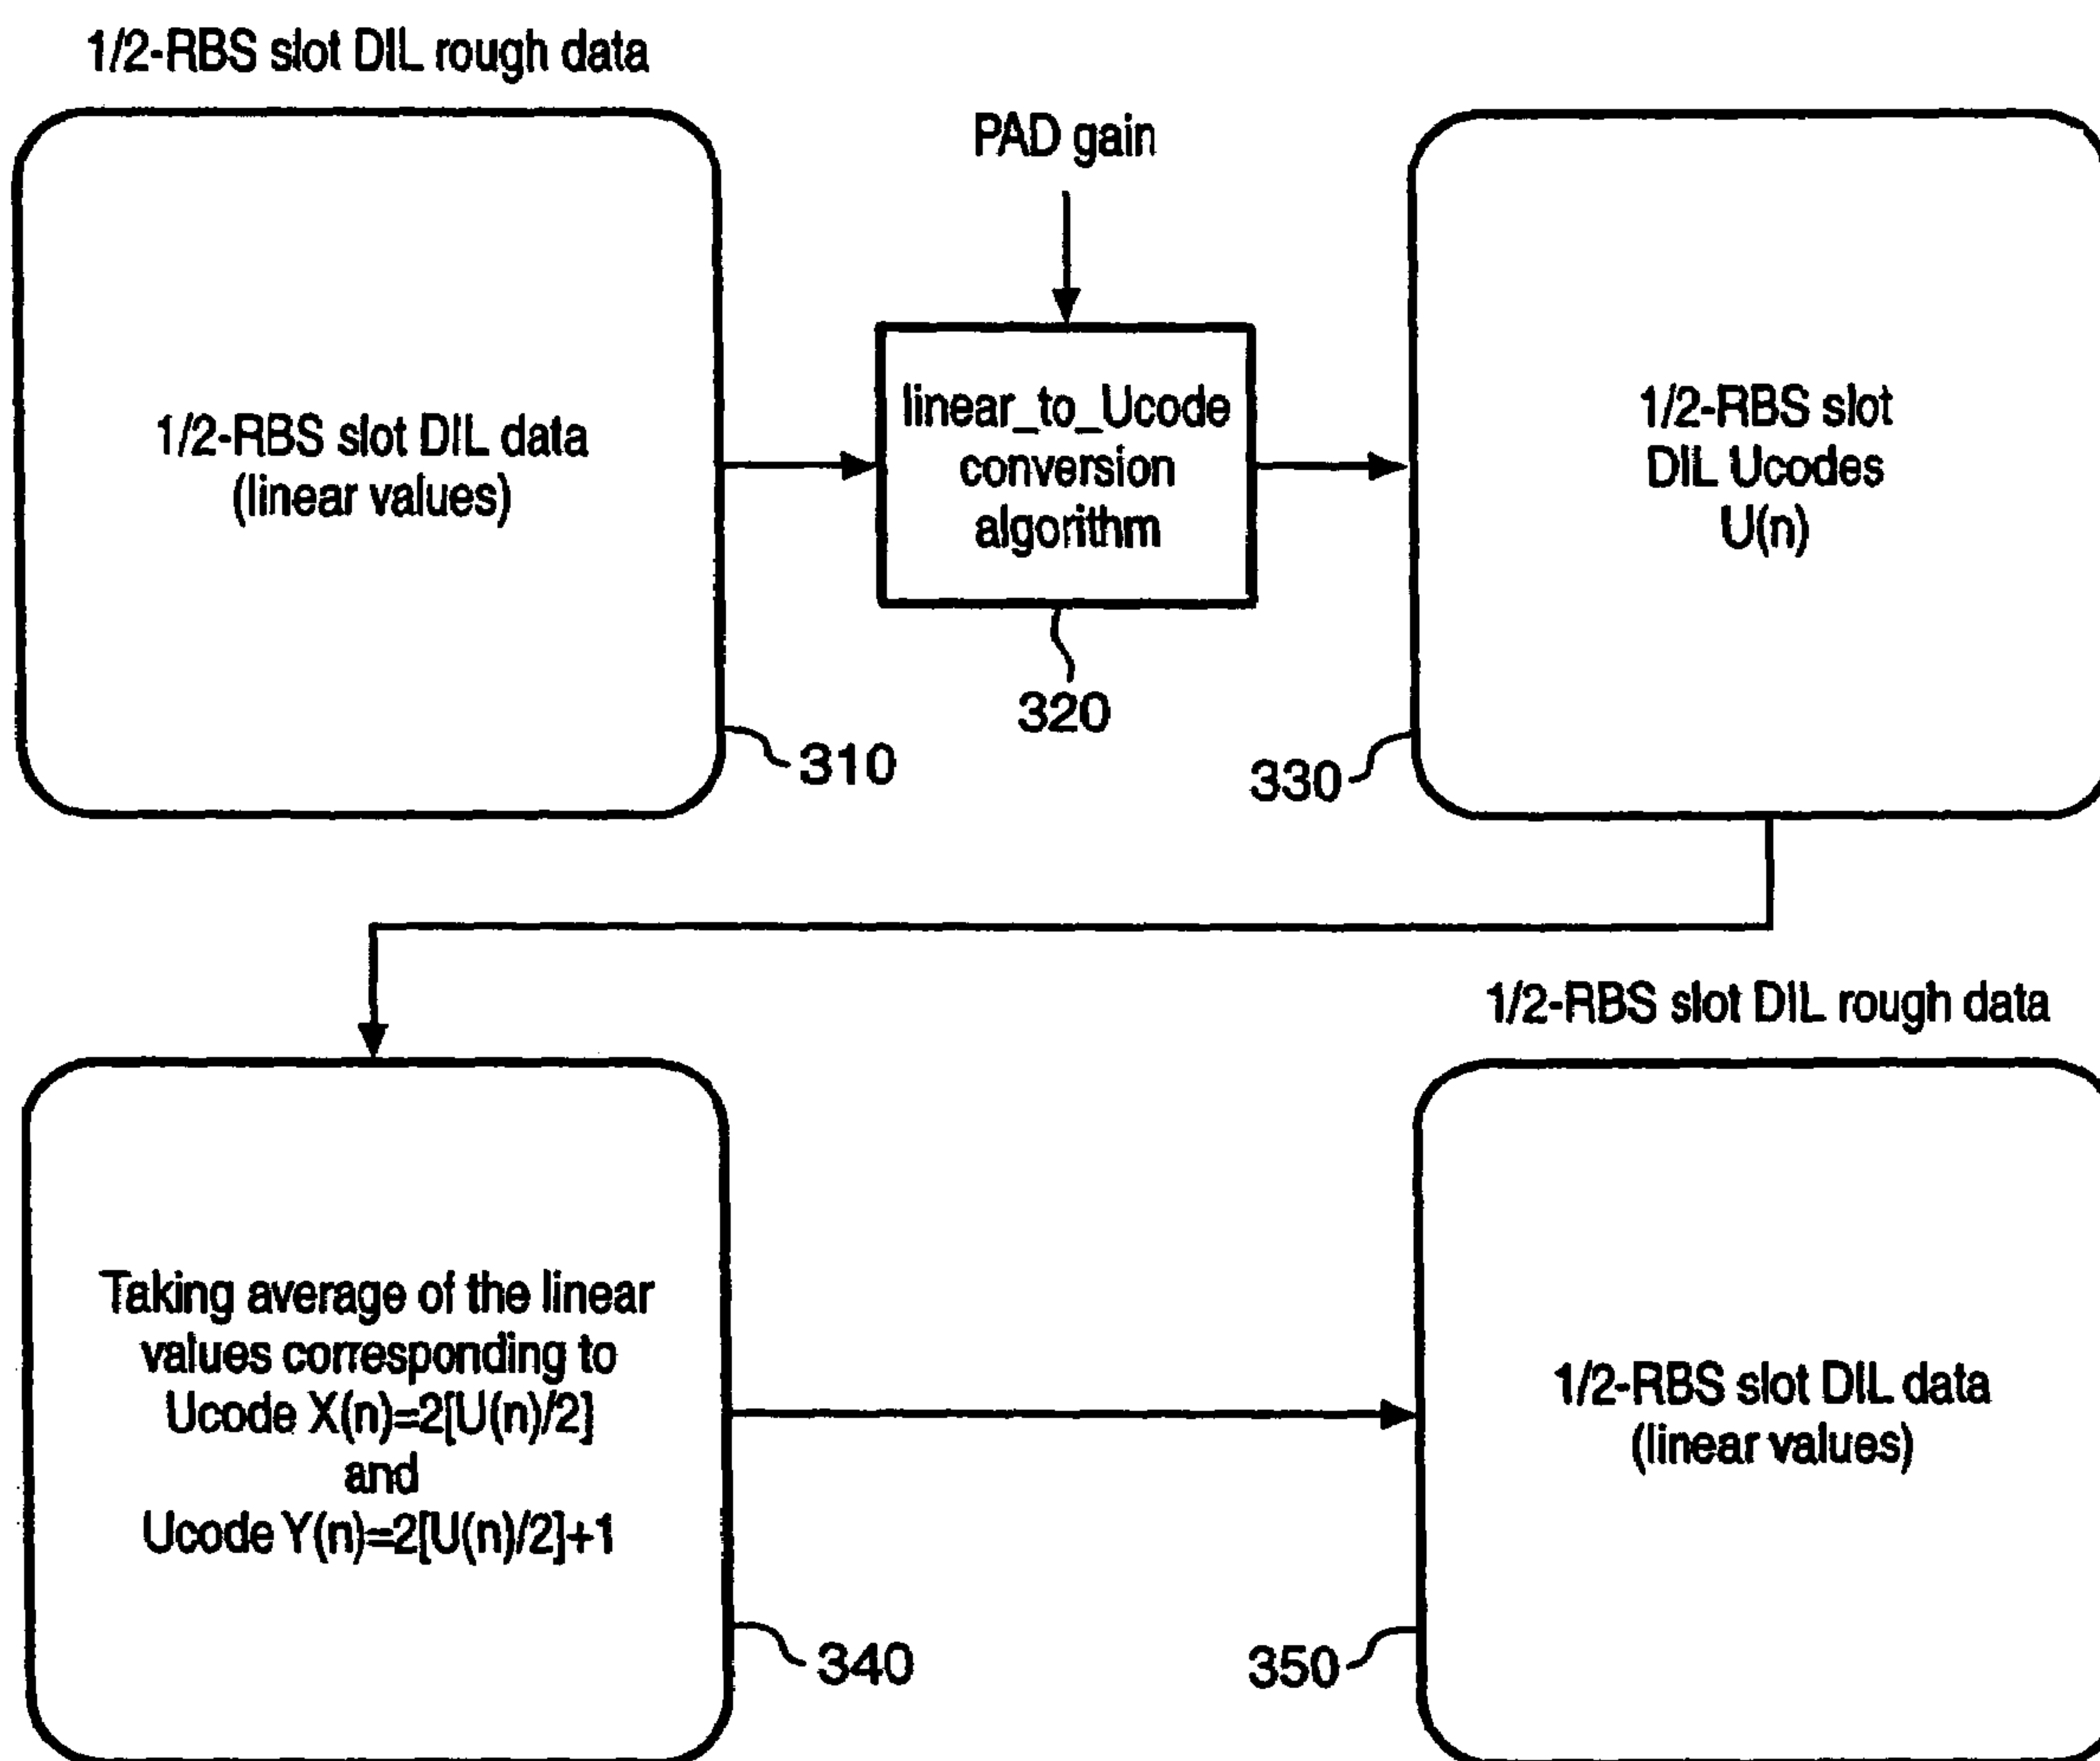 1/2-RBS slot DIL rough data
PAD gain
1/2-RBS slot DIL data
(linear values)
linear_to_Ucode
conversion
algorithm
1/2-RBS slot
DIL Ucodes
U(n)
320
310
330
1/2-RBS slot DIL rough data
Taking average of the linear
values corresponding to
Ucode X(n)=2[U(n)/2]
and
Ucode Y(n)=2[U(n)/2]+1
1/2-RBS slot DIL data
(linear values)
340
350